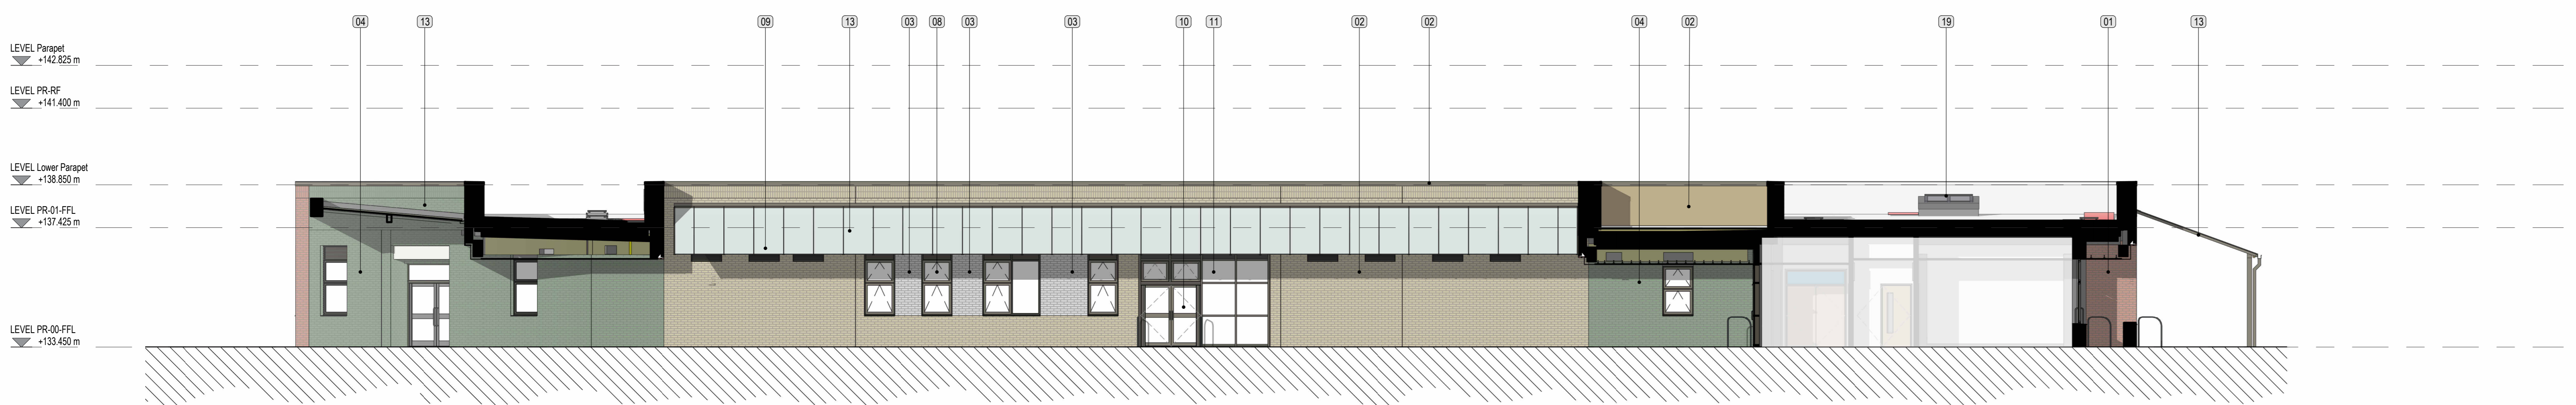 04 13 09 13 03 08 03 03 10 11 02 02 04 02 19 01 13
LEVEL Parapet
+142.825 m
LEVEL PR-RF
+141.400 m
LEVEL Lower Parapet
+138.850 m
LEVEL PR-01-FFL
+137.425 m
LEVEL PR-00-FFL
+133.450 m